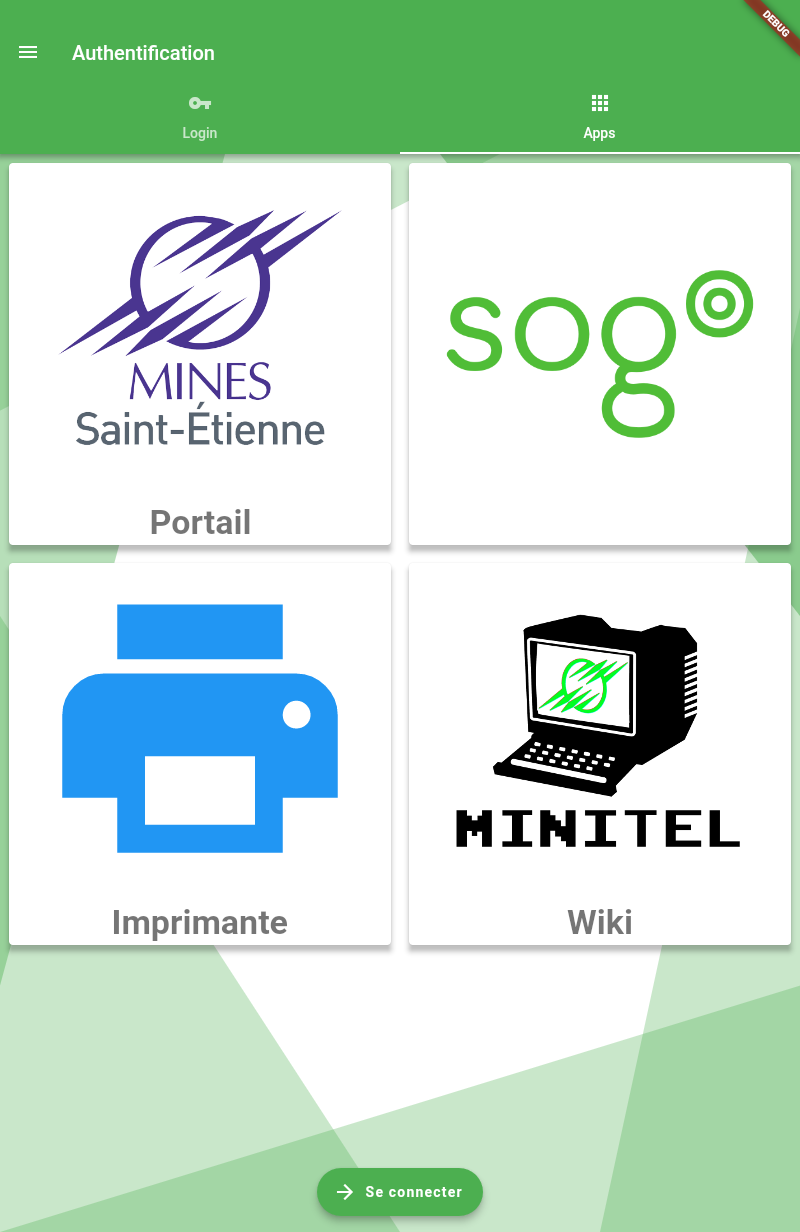 DEBUG
Authentification
Login
Apps
MINES
Saint-Étienne
Portail
sogo
Imprimante
MINITEL
Wiki
Se connecter